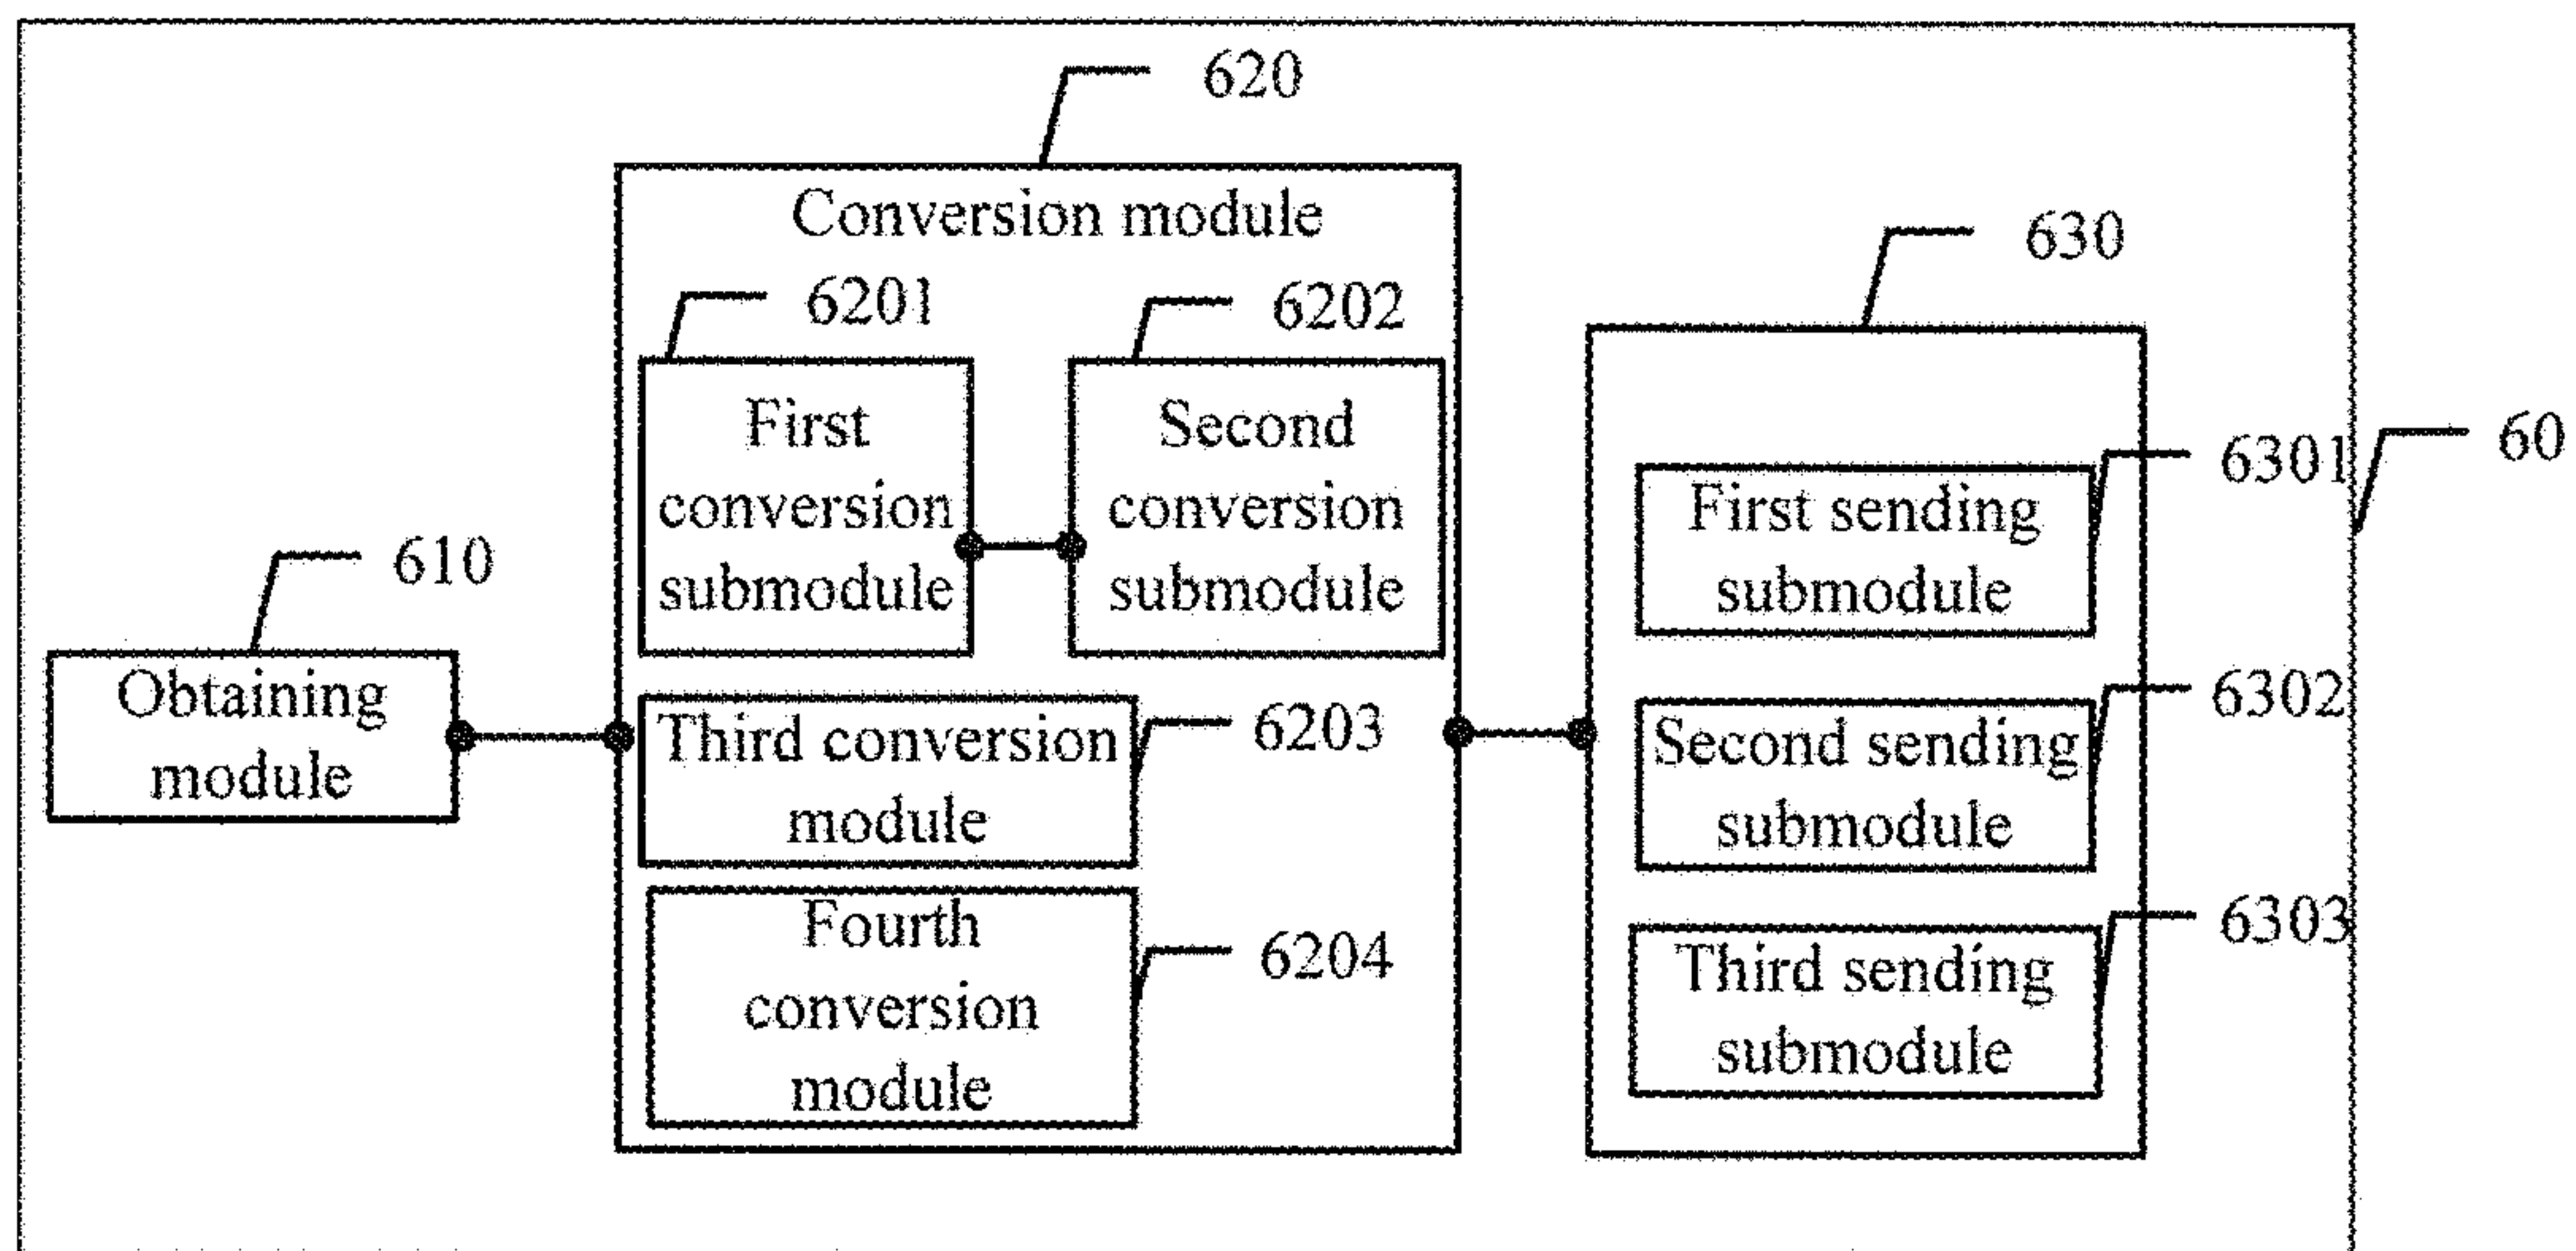 620
Conversion module
630
6201
6202
First
conversion
submodule
Second
conversion
submodule
60
6301
First sending
submodule
610
Obtaining
module
6302
Second sending
submodule
Third conversion
module
6203
6303
Third sending
submodule
Fourth
conversion
module
6204